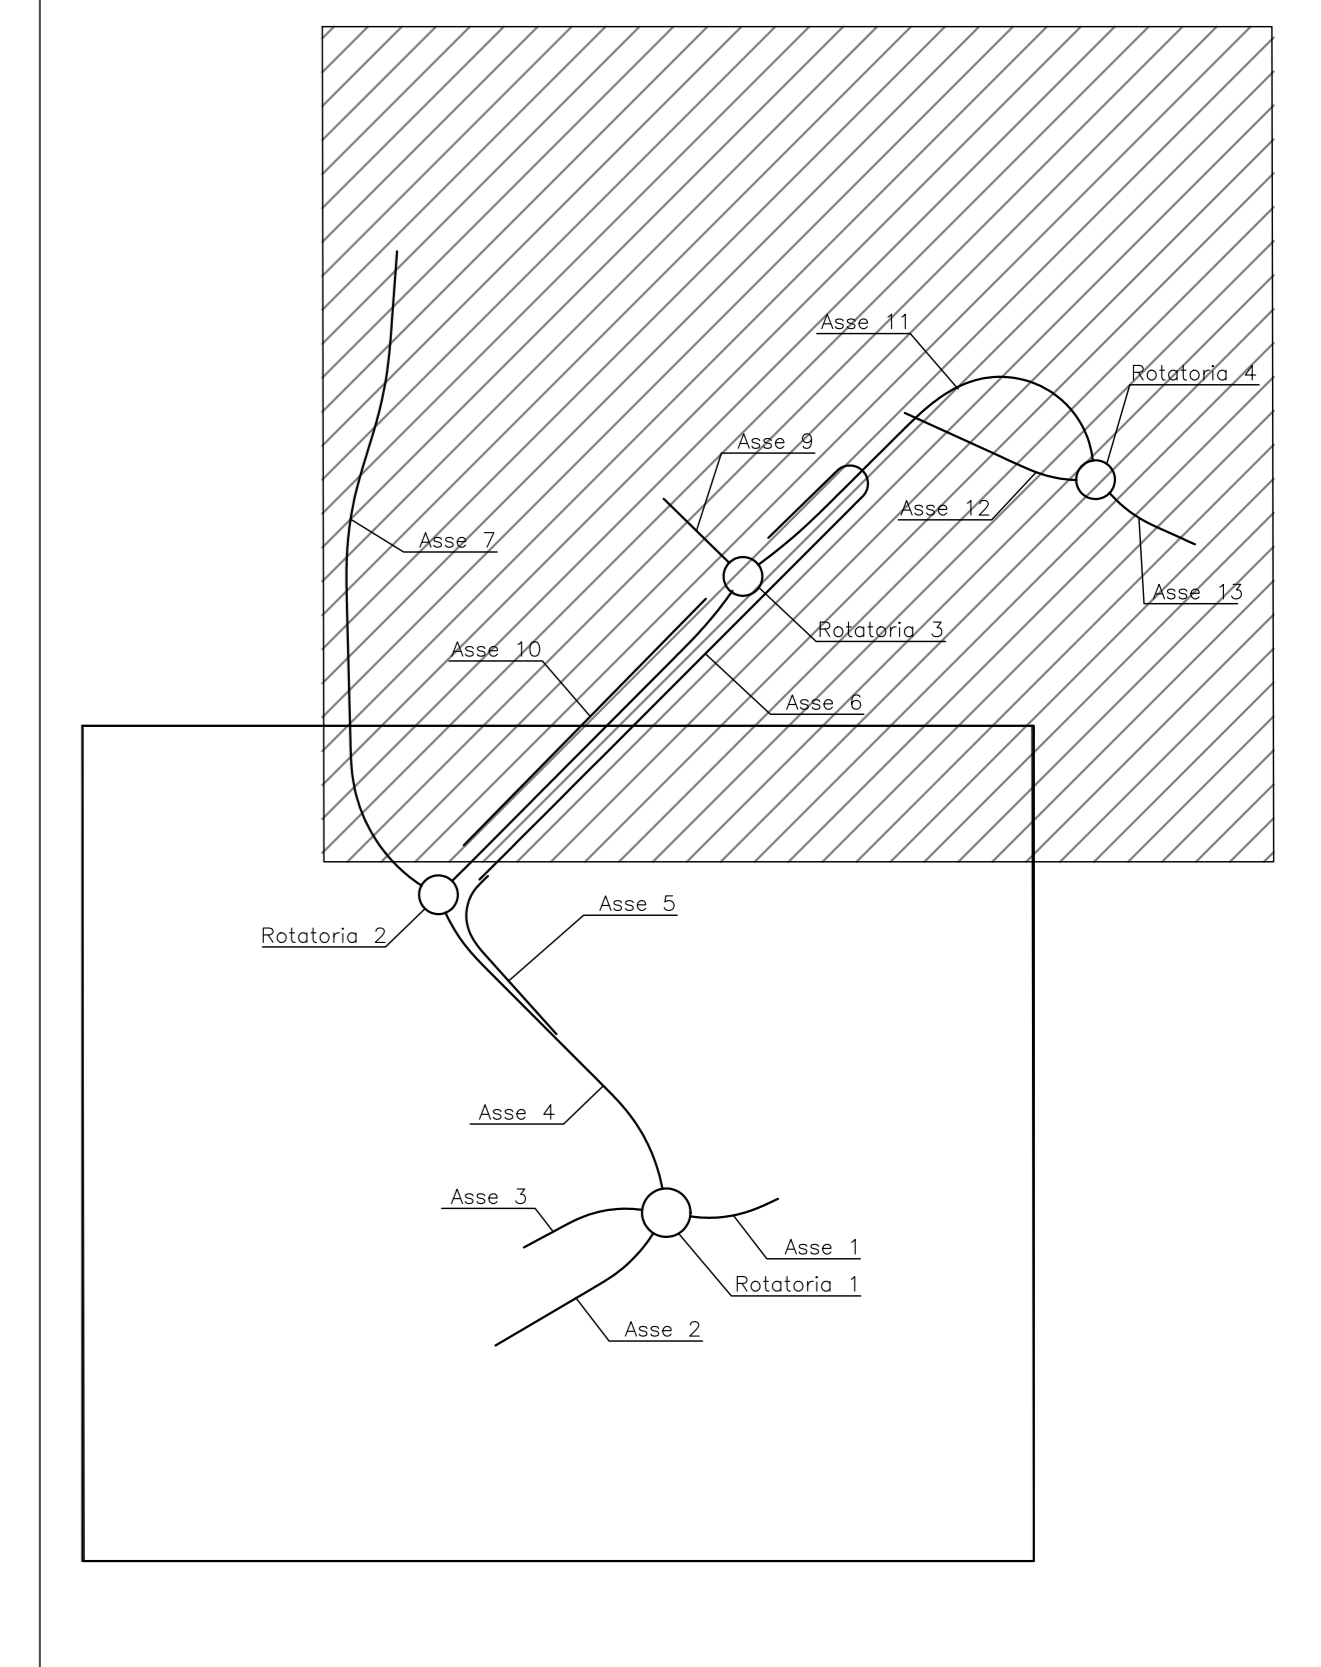 Asse 11
Rotatoria 4
Asse 9
Asse 12
Asse 7
Asse 13
Rotatoria 3
Asse 10
Asse 6
Asse 5
Rotatoria 2
Asse 4
Asse 3
Asse 1
Rotatoria 1
Asse 2